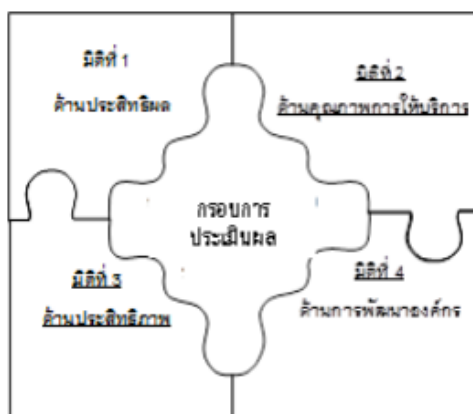 มิติที่ 1
ด้านประสิทธิผล
มิติที่ 2
ด้านคุณภาพการให้บริการ
กรอบการ
ประเมินผล
มิติที่ 3
ด้านประสิทธิภาพ
มิติที่ 4
ด้านการพัฒนาองค์กร